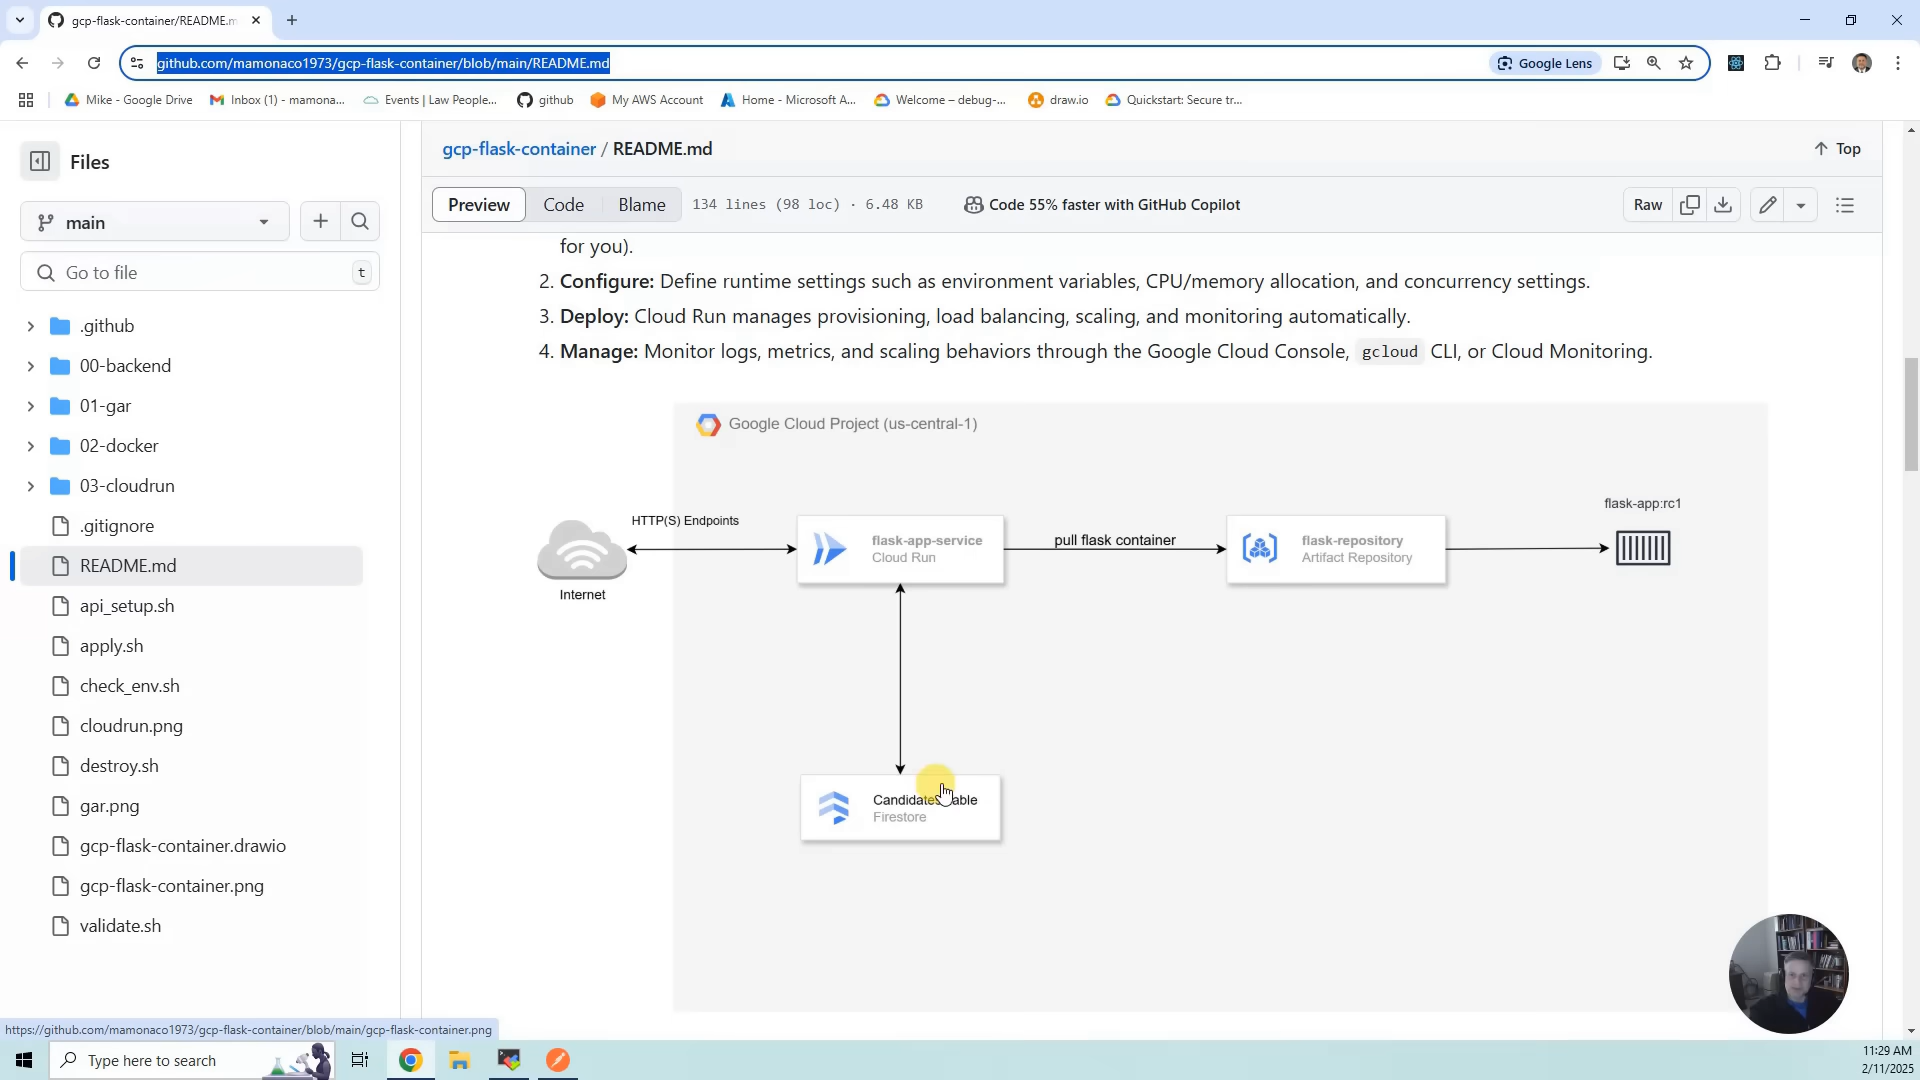 gcp-flask-container/README.m
github.com/mamonaco1973/gcp-flask-container/blob/main/README.md
Google Lens
Mike - Google Drive
Inbox (1) - mamona...
Events | Law People...
github
My AWS Account
Home - Microsoft A...
Welcome – debug-...
draw.io
Quickstart: Secure tr...
Files
main
Go to file
t
.github
00-backend
01-gar
02-docker
03-cloudrun
.gitignore
README.md
api_setup.sh
apply.sh
check_env.sh
cloudrun.png
destroy.sh
gar.png
gcp-flask-container.drawio
gcp-flask-container.png
validate.sh
gcp-flask-container / README.md
Top
Preview
Code
Blame
134 lines (98 loc) · 6.48 KB
Code 55% faster with GitHub Copilot
Raw
for you).
2. Configure: Define runtime settings such as environment variables, CPU/memory allocation, and concurrency settings.
3. Deploy: Cloud Run manages provisioning, load balancing, scaling, and monitoring automatically.
4. Manage: Monitor logs, metrics, and scaling behaviors through the Google Cloud Console, gcloud CLI, or Cloud Monitoring.
Google Cloud Project (us-central-1)
flask-app:rc1
HTTP(S) Endpoints
flask-app-service
Cloud Run
pull flask container
flask-repository
Artifact Repository
Internet
Firestore
https://github.com/mamonaco1973/gcp-flask-container/blob/main/gcp-flask-container.png
Type here to search
11:29 AM
2/11/2025